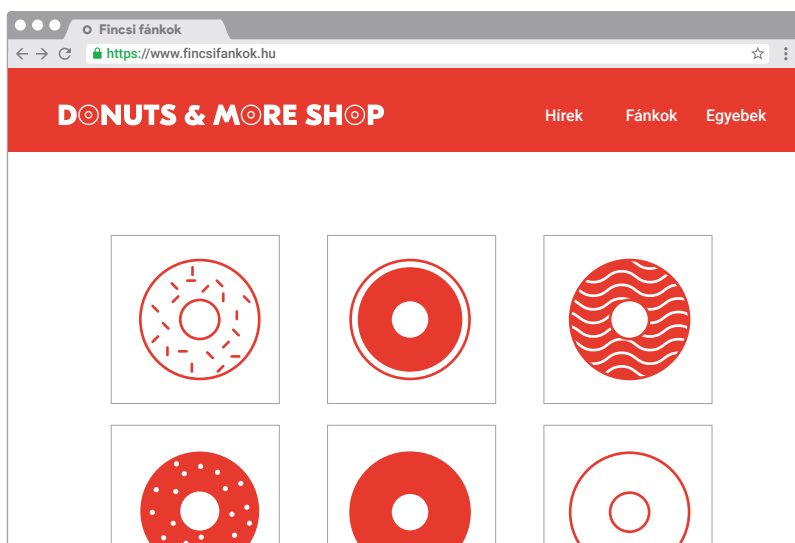 Fincsi fánkok
https://www.fincsifankok.hu
DONUTS & MORE SHOP
Hírek Fánkok Egyebek